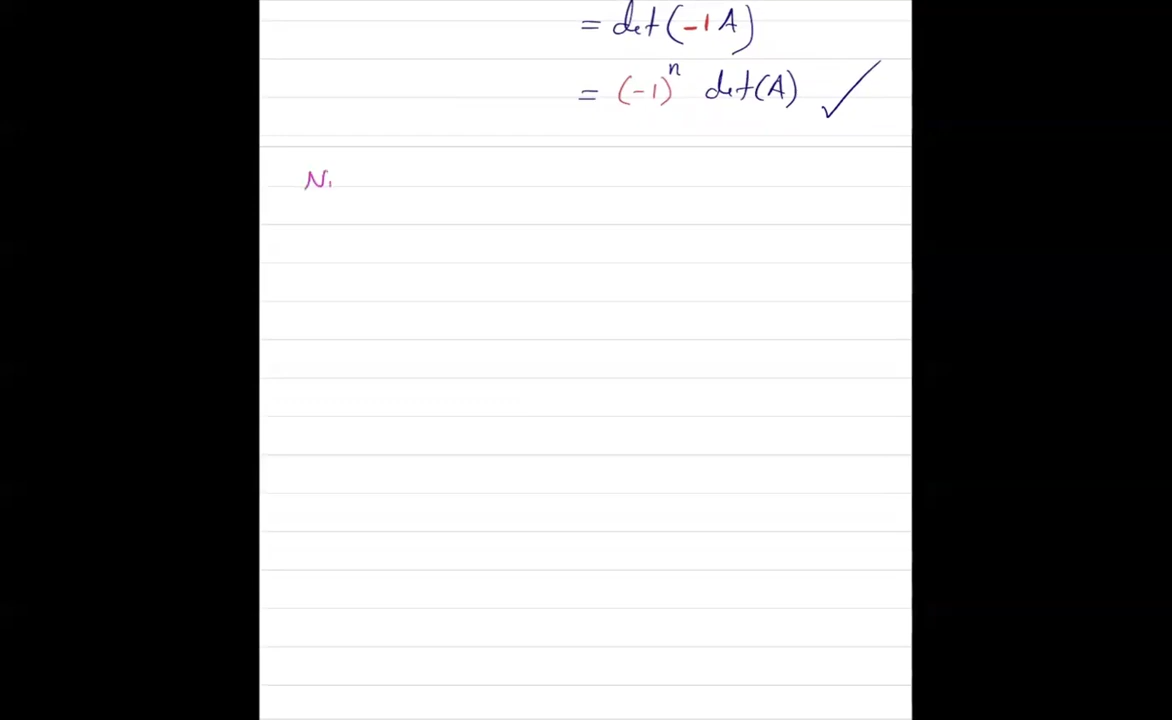 = det(-1A)
= (-1)ⁿ det(A) ✓
N